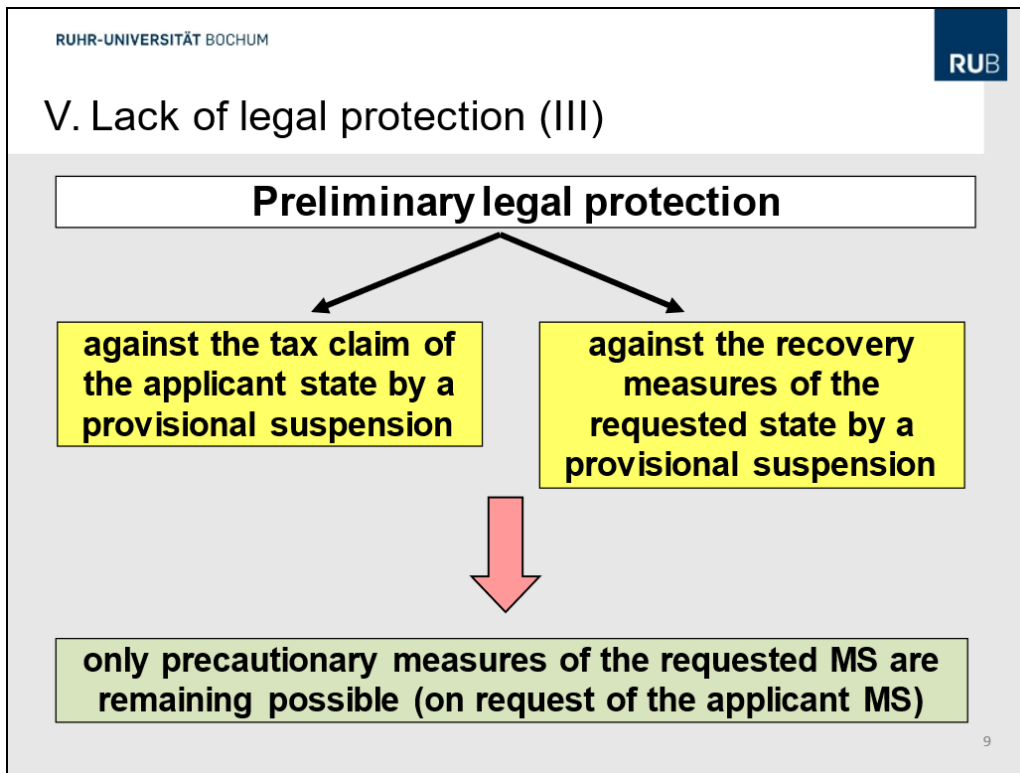 RUHR-UNIVERSITÄT BOCHUM
RUB
V. Lack of legal protection (III)
Preliminary legal protection
against the tax claim of
the applicant state by a
provisional suspension
against the recovery
measures of the
requested state by a
provisional suspension
only precautionary measures of the requested MS are
remaining possible (on request of the applicant MS)
9